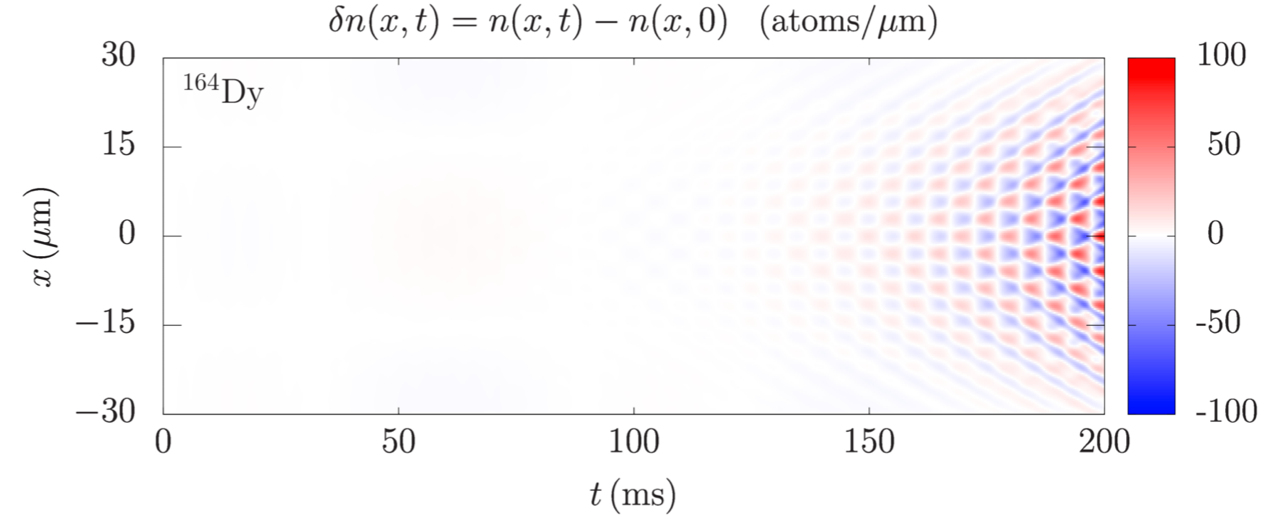 δn(x, t) = n(x, t) − n(x, 0) (atoms/μm)
30
15
0
−15
−30
x (μm)
¹⁶⁴Dy
0 50 100 150 200
t (ms)
100
50
0
-50
-100